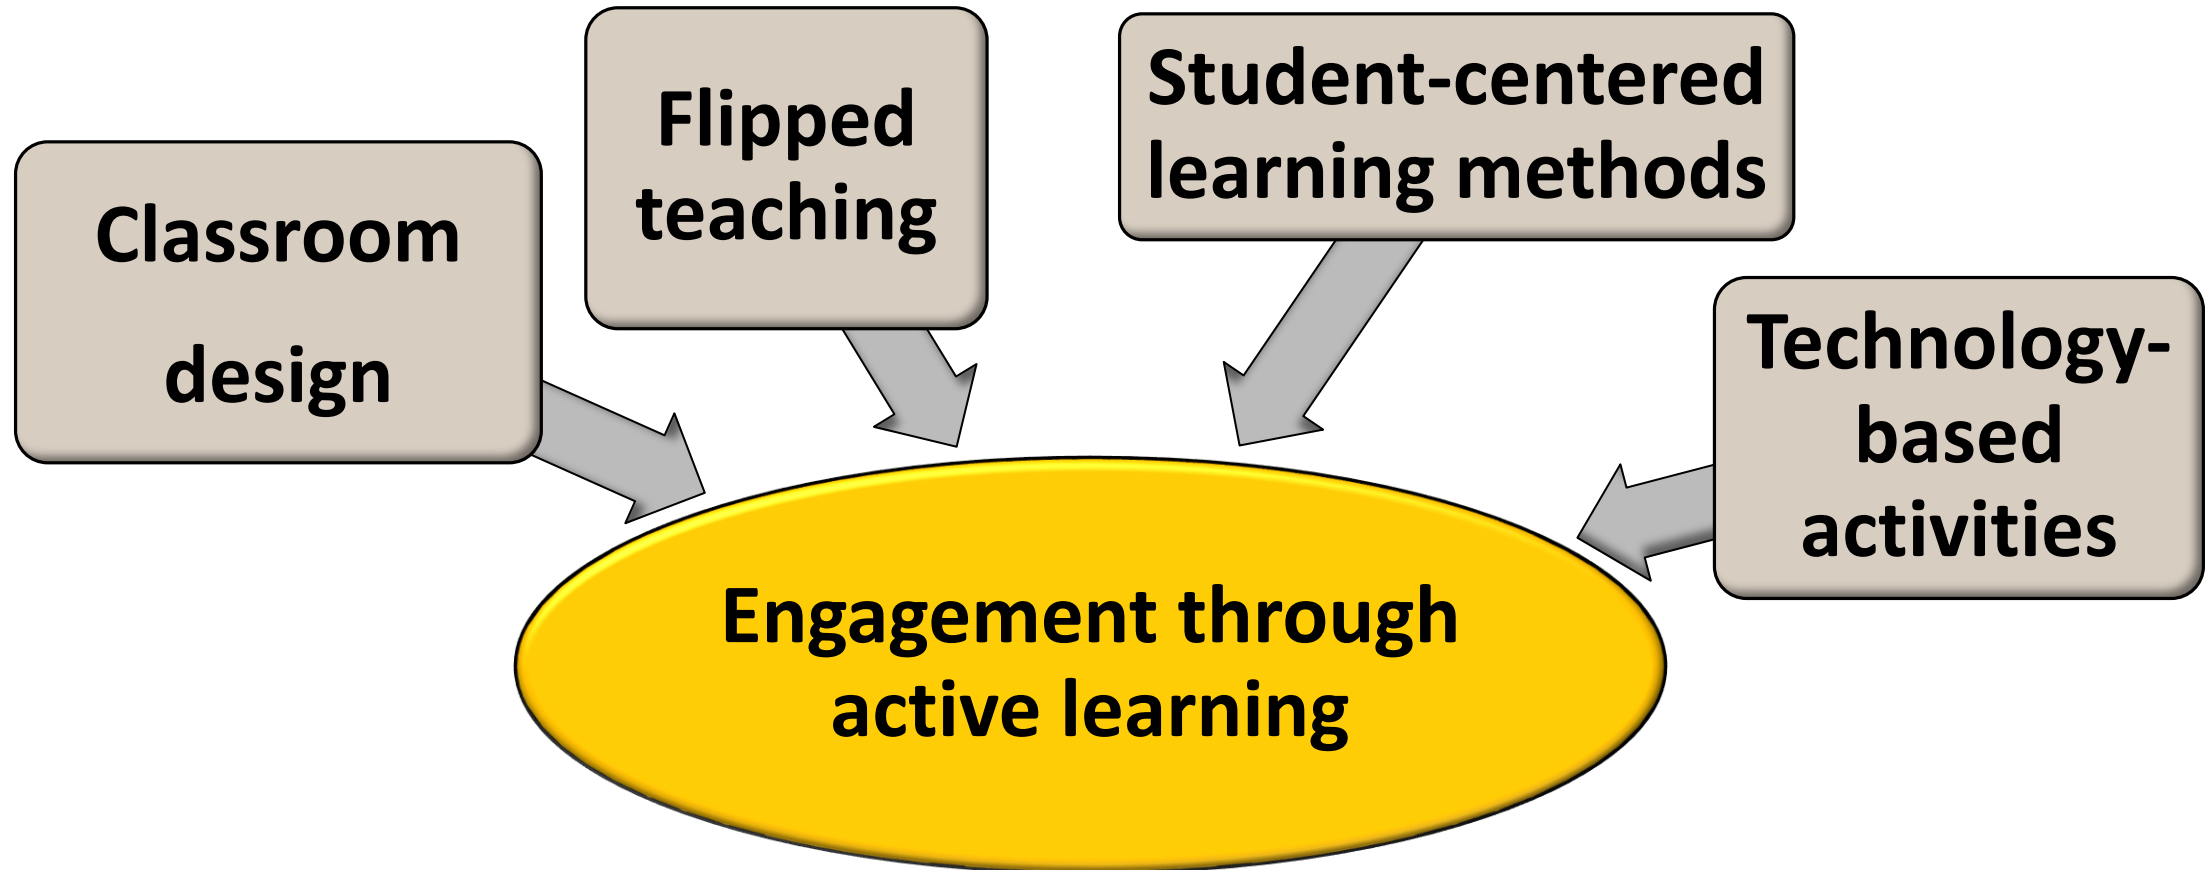 Classroom
design
Flipped
teaching
Student-centered
learning methods
Technology-
based
activities
Engagement through
active learning